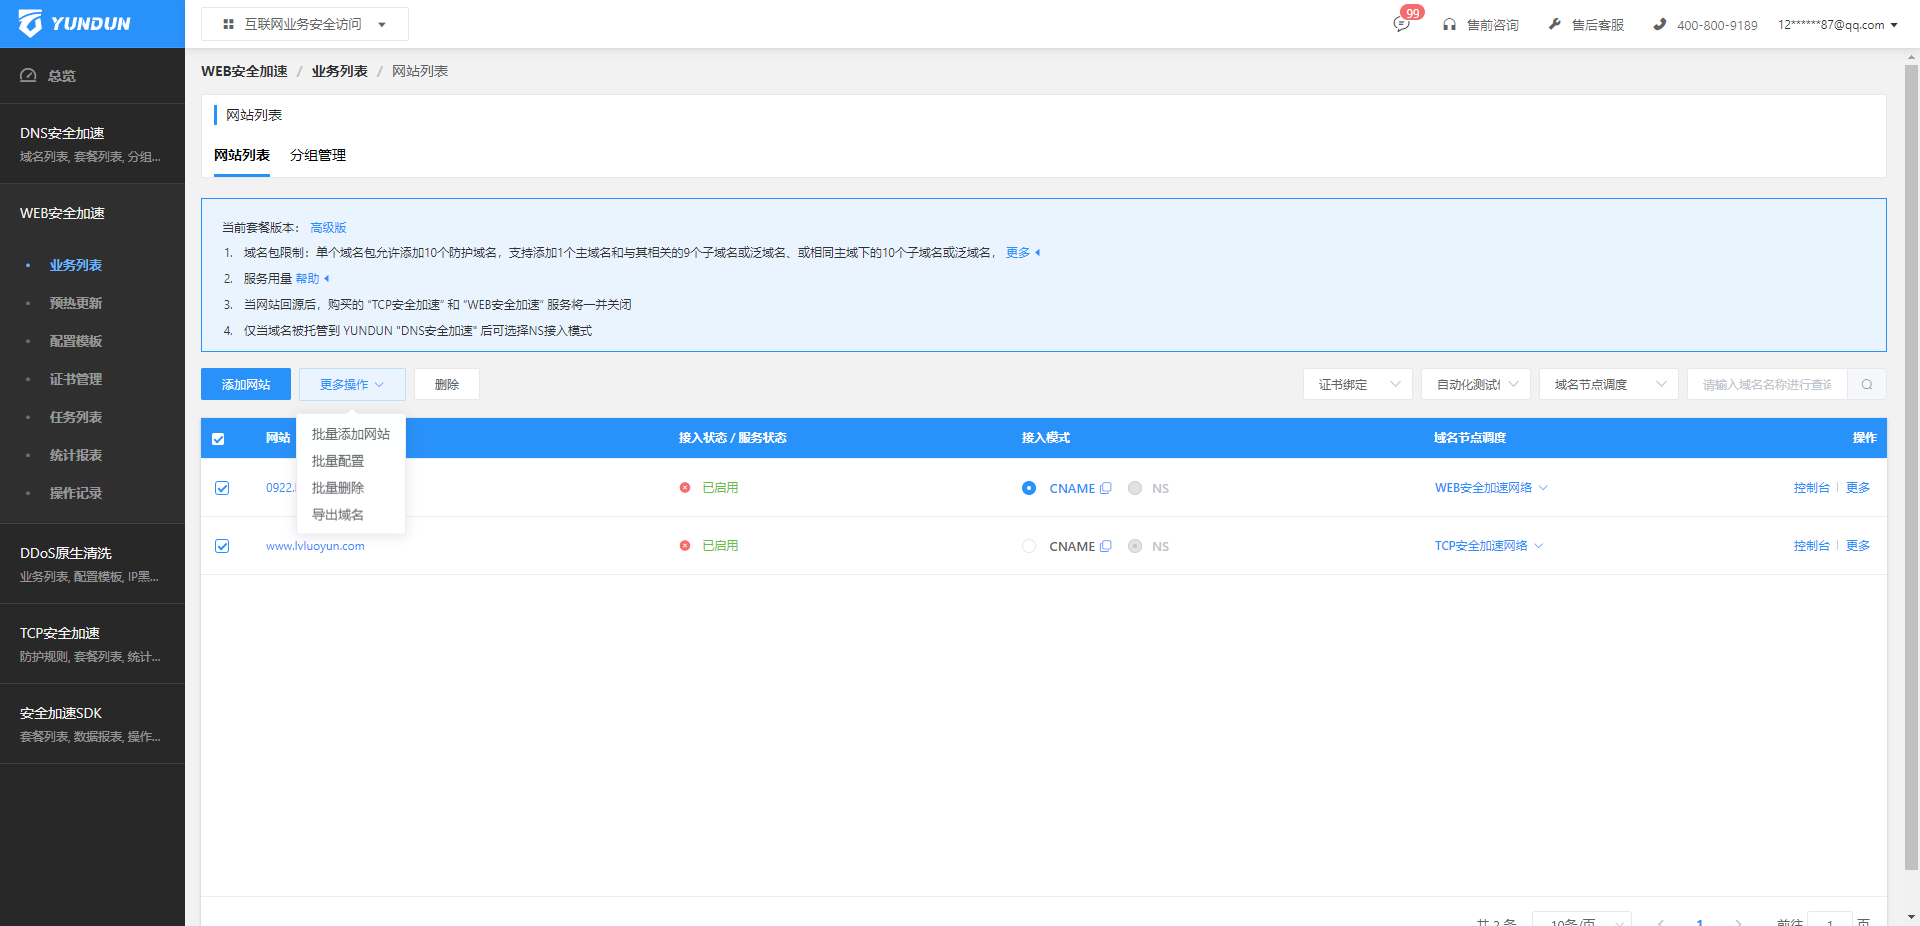 YUNDUN
互联网业务安全访问
99
售前咨询
售后客服
400-800-9189
12******87@qq.com
总览
DNS安全加速
域名列表, 套餐列表, 分组...
WEB安全加速
业务列表
预热更新
配置模板
证书管理
任务列表
统计报表
操作记录
DDoS原生清洗
业务列表, 配置模板, IP黑...
TCP安全加速
防护规则, 套餐列表, 统计...
安全加速SDK
套餐列表, 数据报表, 操作...
WEB安全加速 / 业务列表 / 网站列表
网站列表
网站列表 分组管理
当前套餐版本： 高级版
1. 域名包限制：单个域名包允许添加10个防护域名，支持添加1个主域名和与其相关的9个子域名或泛域名、或相同主域下的10个子域名或泛域名， 更多
2. 服务用量 帮助
3. 当网站回源后，购买的 “TCP安全加速” 和 “WEB安全加速” 服务将一并关闭
4. 仅当域名被托管到 YUNDUN "DNS安全加速" 后可选择NS接入模式
添加网站 更多操作 删除 证书绑定 自动化测试 域名节点调度 请输入域名名称进行查询
批量添加网站
批量配置
批量删除
导出域名
网站 接入状态 / 服务状态 接入模式 域名节点调度 操作
0922. 已启用 CNAME NS WEB安全加速网络 控制台 更多
www.lvluoyun.com 已启用 CNAME NS TCP安全加速网络 控制台 更多
共 2 条 10条/页 1 前往 1 页